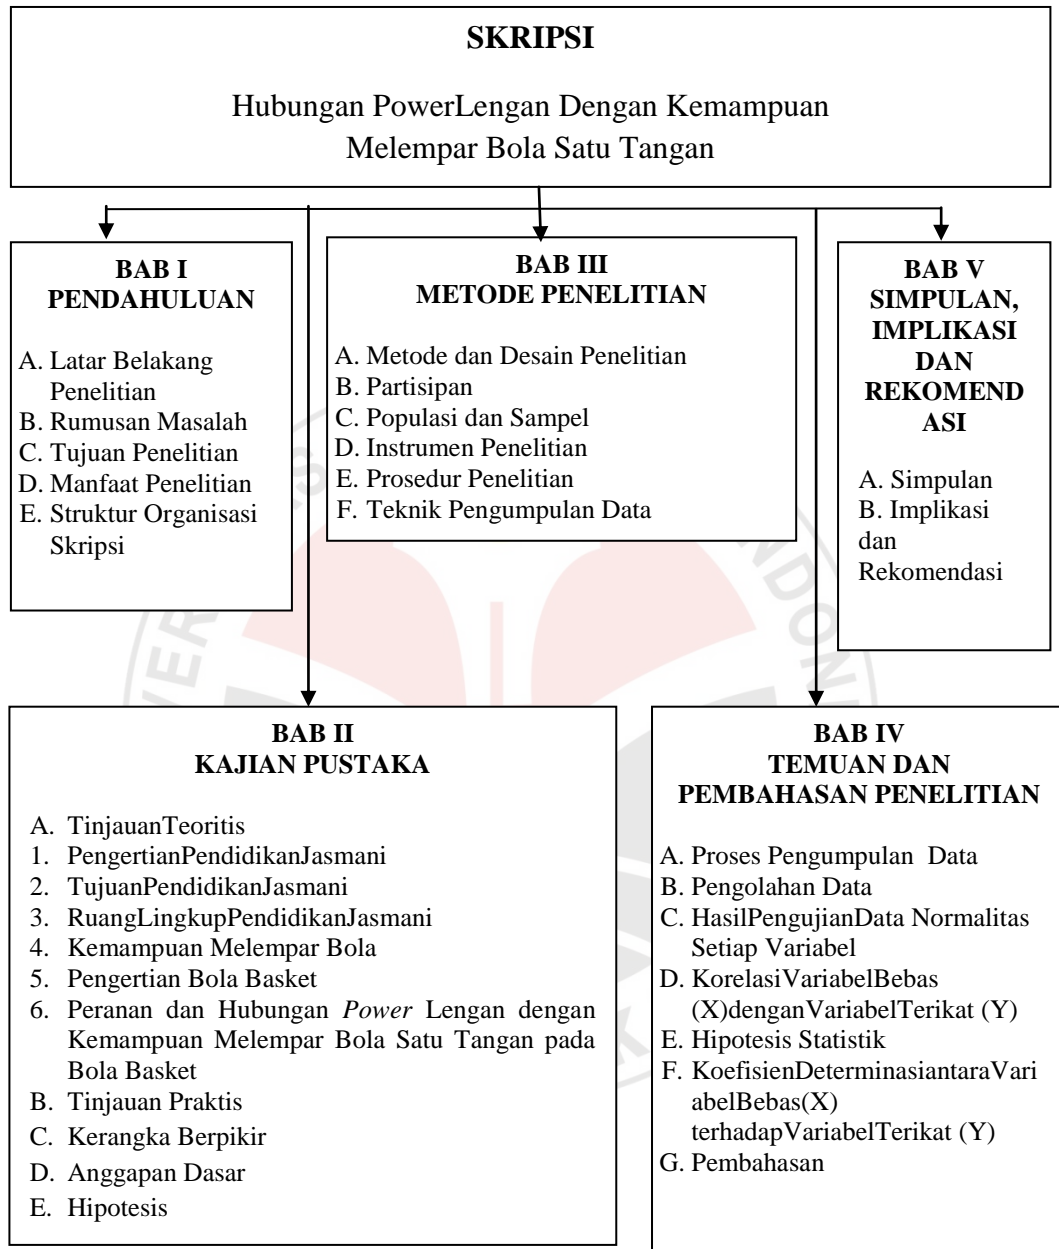 SKRIPSI
Hubungan PowerLengan Dengan Kemampuan
Melempar Bola Satu Tangan
BAB I
PENDAHULUAN
A. Latar Belakang
Penelitian
B. Rumusan Masalah
C. Tujuan Penelitian
D. Manfaat Penelitian
E. Struktur Organisasi
Skripsi
BAB III
METODE PENELITIAN
A. Metode dan Desain Penelitian
B. Partisipan
C. Populasi dan Sampel
D. Instrumen Penelitian
E. Prosedur Penelitian
F. Teknik Pengumpulan Data
BAB V
SIMPULAN,
IMPLIKASI
DAN
REKOMEND
ASI
A. Simpulan
B. Implikasi
dan
Rekomendasi
BAB II
KAJIAN PUSTAKA
A. TinjauanTeoritis
1. PengertianPendidikanJasmani
2. TujuanPendidikanJasmani
3. RuangLingkupPendidikanJasmani
4. Kemampuan Melempar Bola
5. Pengertian Bola Basket
6. Peranan dan Hubungan Power Lengan dengan
Kemampuan Melempar Bola Satu Tangan pada
Bola Basket
B. Tinjauan Praktis
C. Kerangka Berpikir
D. Anggapan Dasar
E. Hipotesis
BAB IV
TEMUAN DAN
PEMBAHASAN PENELITIAN
A. Proses Pengumpulan Data
B. Pengolahan Data
C. HasilPengujianData Normalitas
Setiap Variabel
D. KorelasiVariabelBebas
(X)denganVariabelTerikat (Y)
E. Hipotesis Statistik
F. KoefisienDeterminasiantaraVari
abelBebas(X)
terhadapVariabelTerikat (Y)
G. Pembahasan